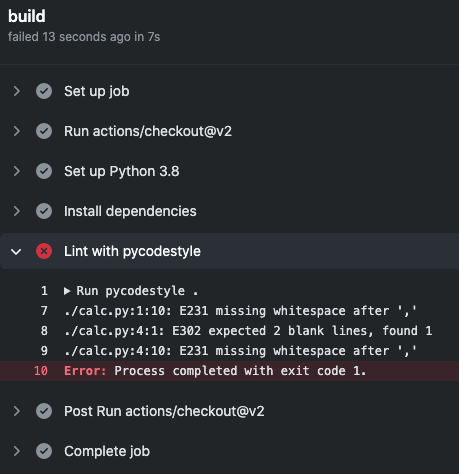 build
failed 13 seconds ago in 7s
Set up job
Run actions/checkout@v2
Set up Python 3.8
Install dependencies
Lint with pycodestyle
1 ▶ Run pycodestyle .
7 ./calc.py:1:10: E231 missing whitespace after ','
8 ./calc.py:4:1: E302 expected 2 blank lines, found 1
9 ./calc.py:4:10: E231 missing whitespace after ','
10 Error: Process completed with exit code 1.
Post Run actions/checkout@v2
Complete job